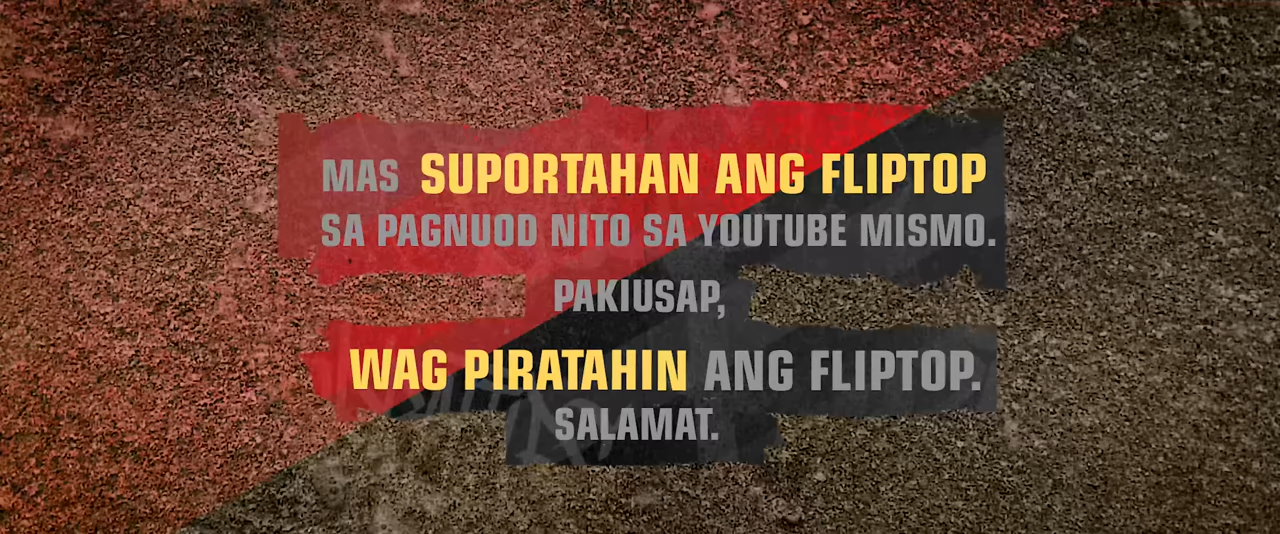 MAS SUPORTAHAN ANG FLIPTOP
SA PAGNUOD NITO SA YOUTUBE MISMO.
PAKIUSAP,
WAG PIRATAHIN ANG FLIPTOP.
SALAMAT.